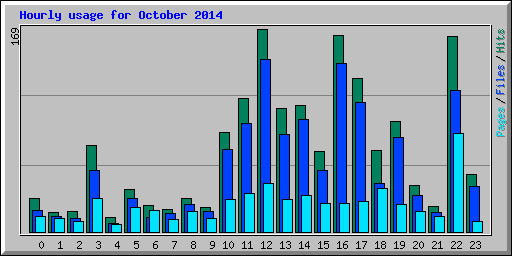 Hourly usage for October 2014
169
Pages/Files/Hits
0 1 2 3 4 5 6 7 8 9 10 11 12 13 14 15 16 17 18 19 20 21 22 23